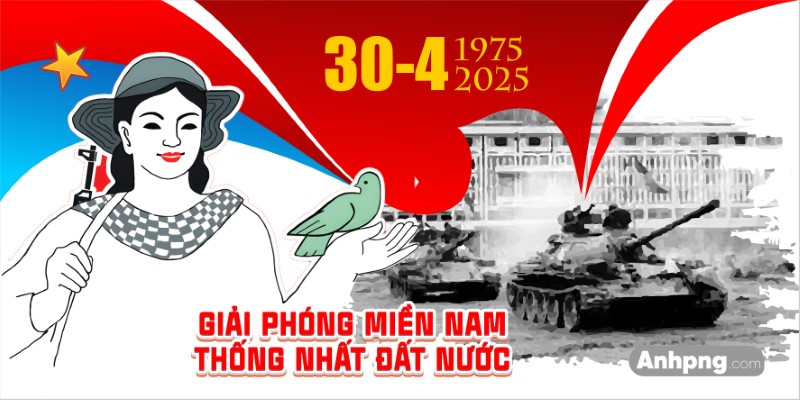 30-4
1975
2025
GIẢI PHÓNG MIỀN NAM
THỐNG NHẤT ĐẤT NƯỚC
Anhpng.com